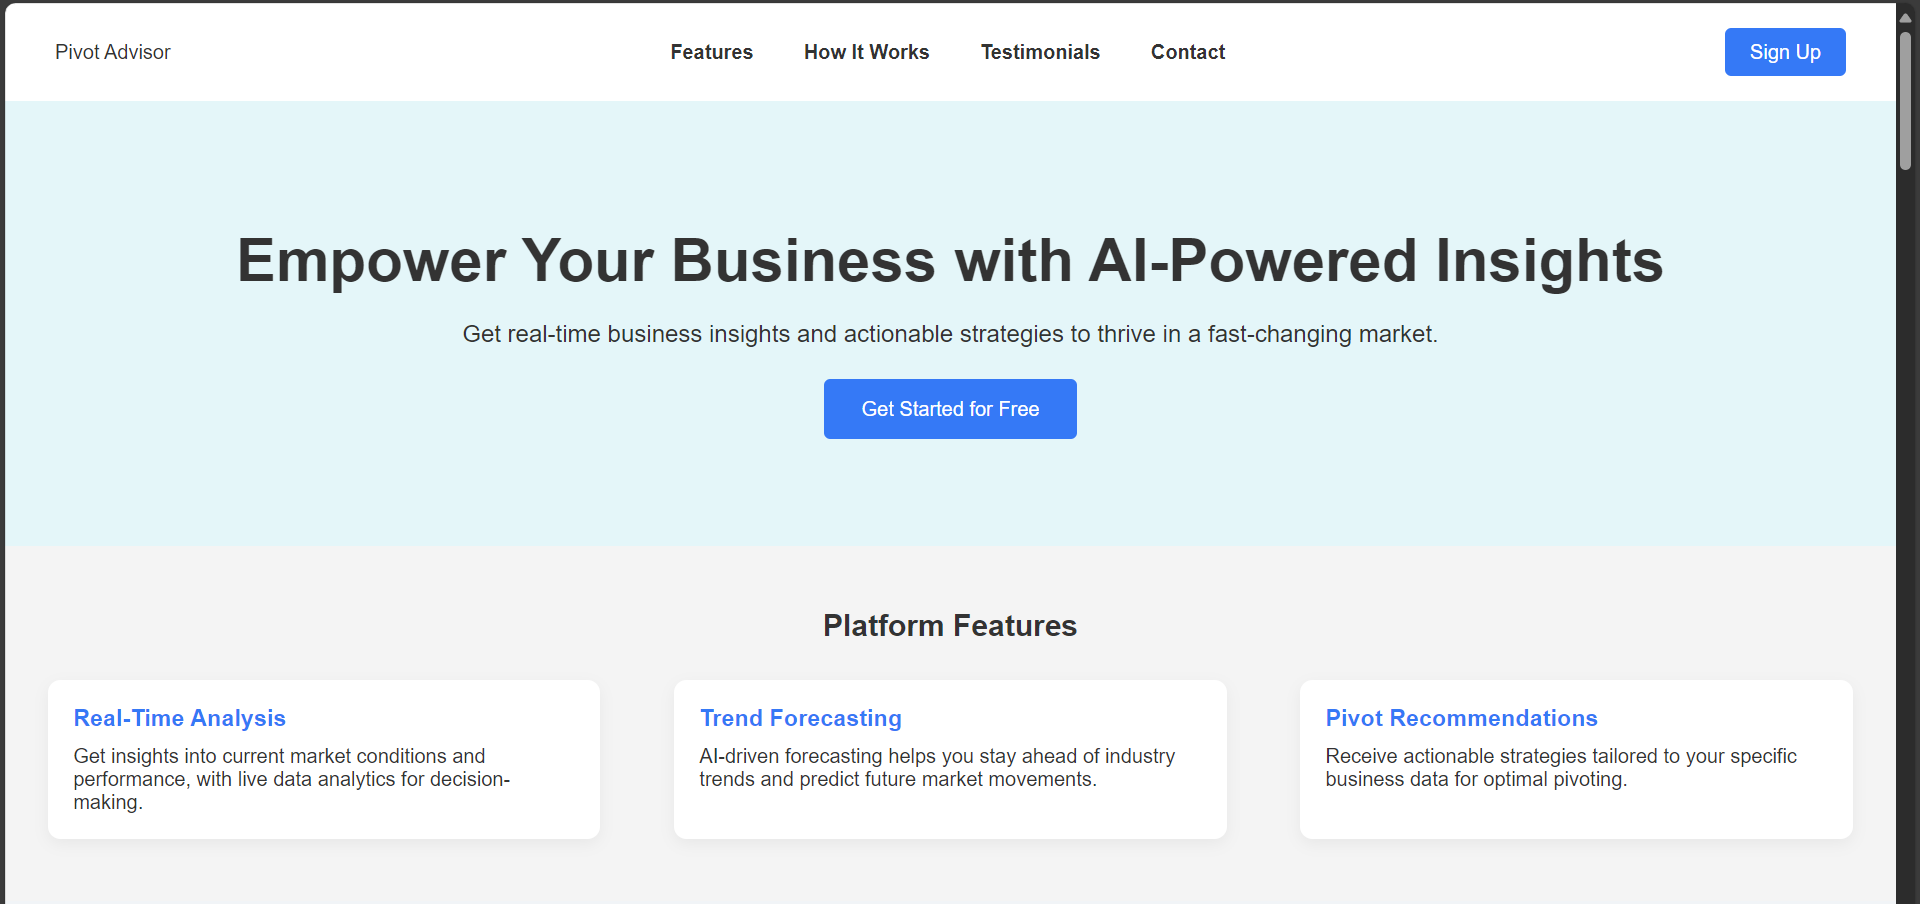 Pivot Advisor
Features
How It Works
Testimonials
Contact
Sign Up
Empower Your Business with AI-Powered Insights
Get real-time business insights and actionable strategies to thrive in a fast-changing market.
Get Started for Free
Platform Features
Real-Time Analysis
Get insights into current market conditions and
performance, with live data analytics for decision-
making.
Trend Forecasting
AI-driven forecasting helps you stay ahead of industry
trends and predict future market movements.
Pivot Recommendations
Receive actionable strategies tailored to your specific
business data for optimal pivoting.